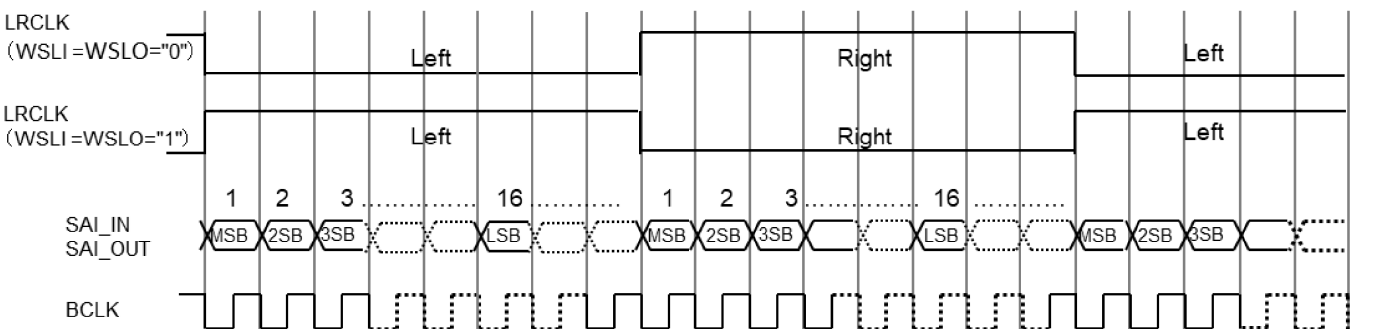 LRCLK
(WSLI=WSLO="0")
Left Right Left
LRCLK
(WSLI=WSLO="1")
Left Right Left
1 2 3 16 1 2 3 16
SAI_IN
SAI_OUT
MSB 2SB 3SB LSB MSB 2SB 3SB LSB MSB 2SB 3SB
BCLK